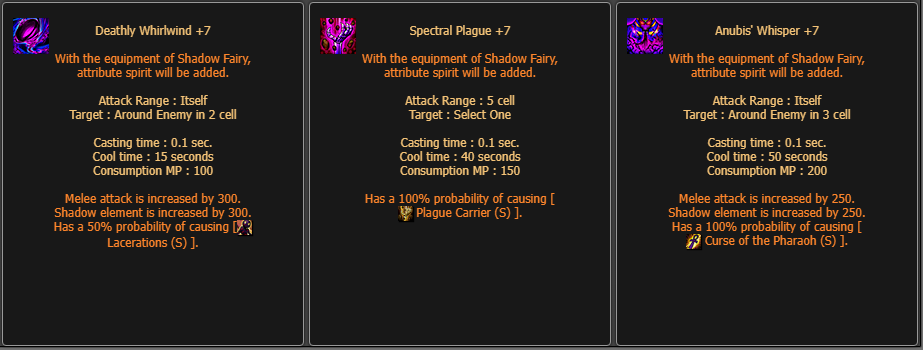 Deathly Whirlwind +7
With the equipment of Shadow Fairy,
attribute spirit will be added.
Attack Range : Itself
Target : Around Enemy in 2 cell
Casting time : 0.1 sec.
Cool time : 15 seconds
Consumption MP : 100
Melee attack is increased by 300.
Shadow element is increased by 300.
Has a 50% probability of causing [
Lacerations (S) ].
Spectral Plague +7
With the equipment of Shadow Fairy,
attribute spirit will be added.
Attack Range : 5 cell
Target : Select One
Casting time : 0.1 sec.
Cool time : 40 seconds
Consumption MP : 150
Has a 100% probability of causing [
Plague Carrier (S) ].
Anubis' Whisper +7
With the equipment of Shadow Fairy,
attribute spirit will be added.
Attack Range : Itself
Target : Around Enemy in 3 cell
Casting time : 0.1 sec.
Cool time : 50 seconds
Consumption MP : 200
Melee attack is increased by 250.
Shadow element is increased by 250.
Has a 100% probability of causing [
Curse of the Pharaoh (S) ].